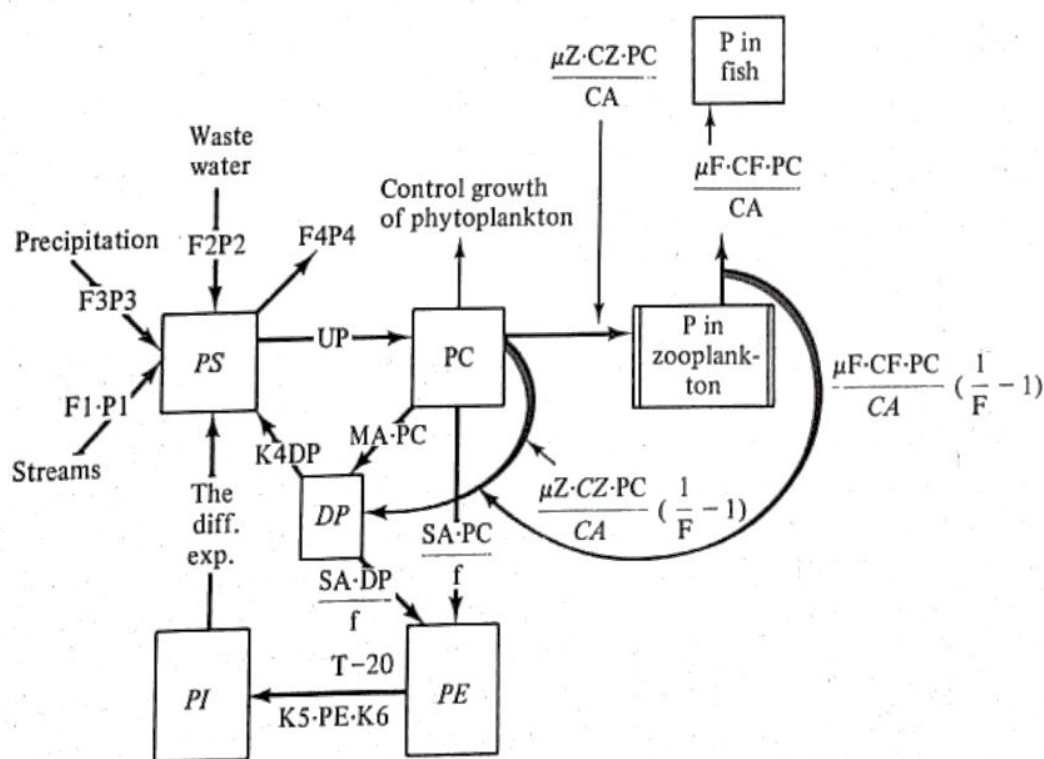 P in
fish
μZ·CZ·PC
CA
μF·CF·PC
CA
Waste
water
Control growth
of phytoplankton
Precipitation
F2P2
F4P4
F3P3
PS
UP
PC
P in
zooplank-
ton
μF·CF·PC
CA
(1
F
−1)
F1·P1
K4DP
MA·PC
Streams
The
diff.
exp.
DP
μZ·CZ·PC
CA
(1
F
−1)
SA·PC
f
SA·DP
f
T−20
PI
PE
K5·PE·K6